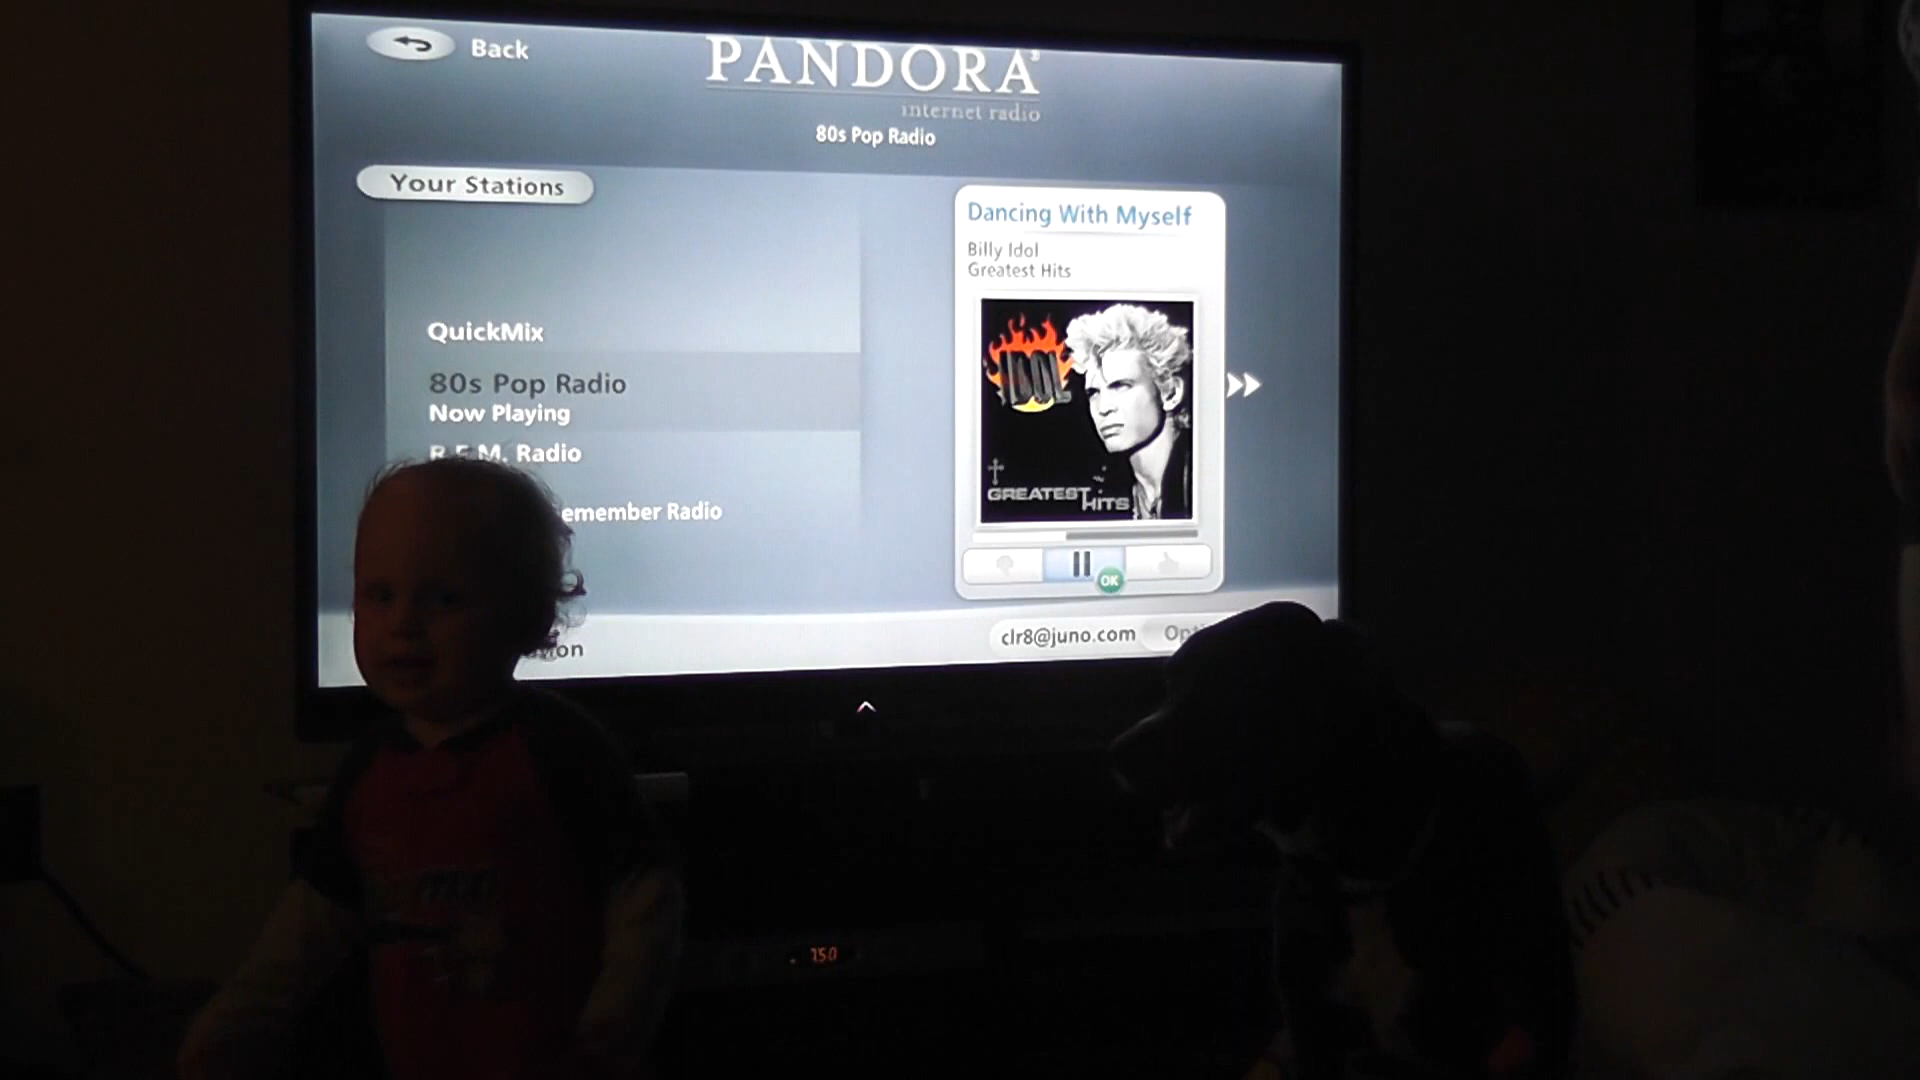 Back
PANDORA
internet radio
80s Pop Radio
Your Stations
QuickMix
80s Pop Radio
Now Playing
R.E.M. Radio
emember Radio
Dancing With Myself
Billy Idol
Greatest Hits
IDOL
GREATEST
HITS
OK
clr8@juno.com